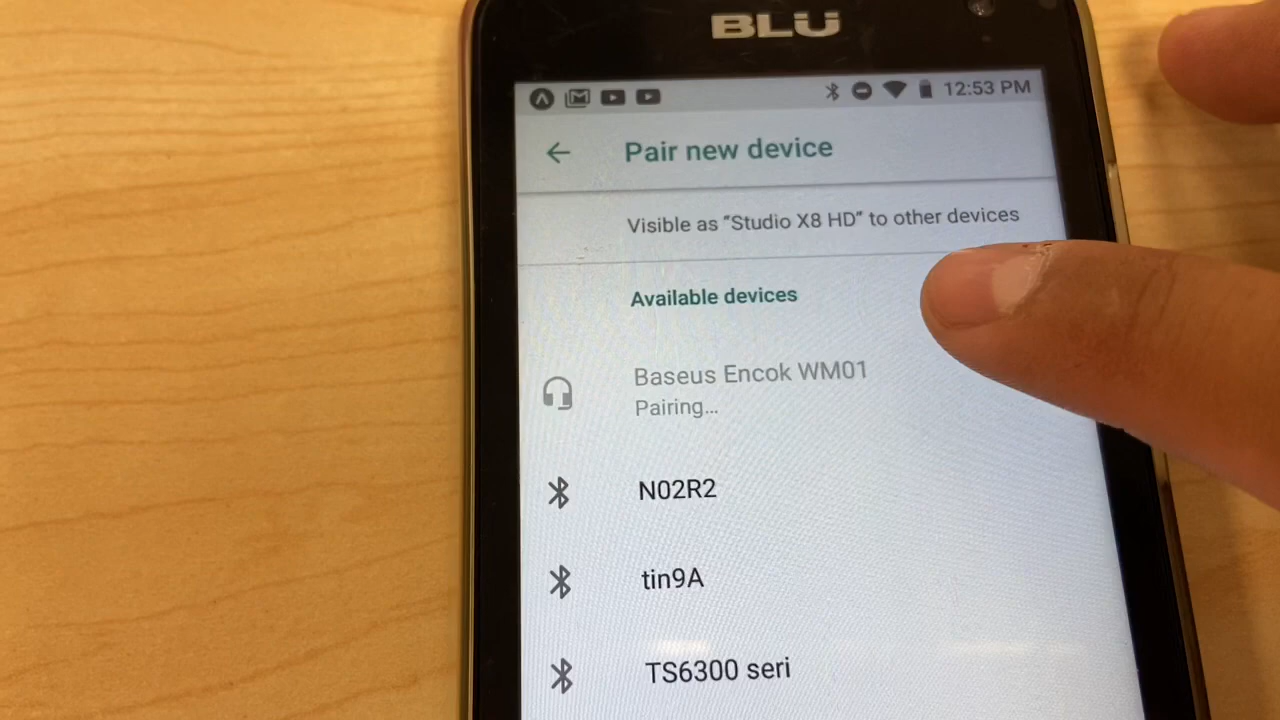 BLU
12:53 PM
Pair new device
Visible as “Studio X8 HD” to other devices
Available devices
Baseus Encok WM01
Pairing…
N02R2
tin9A
TS6300 seri